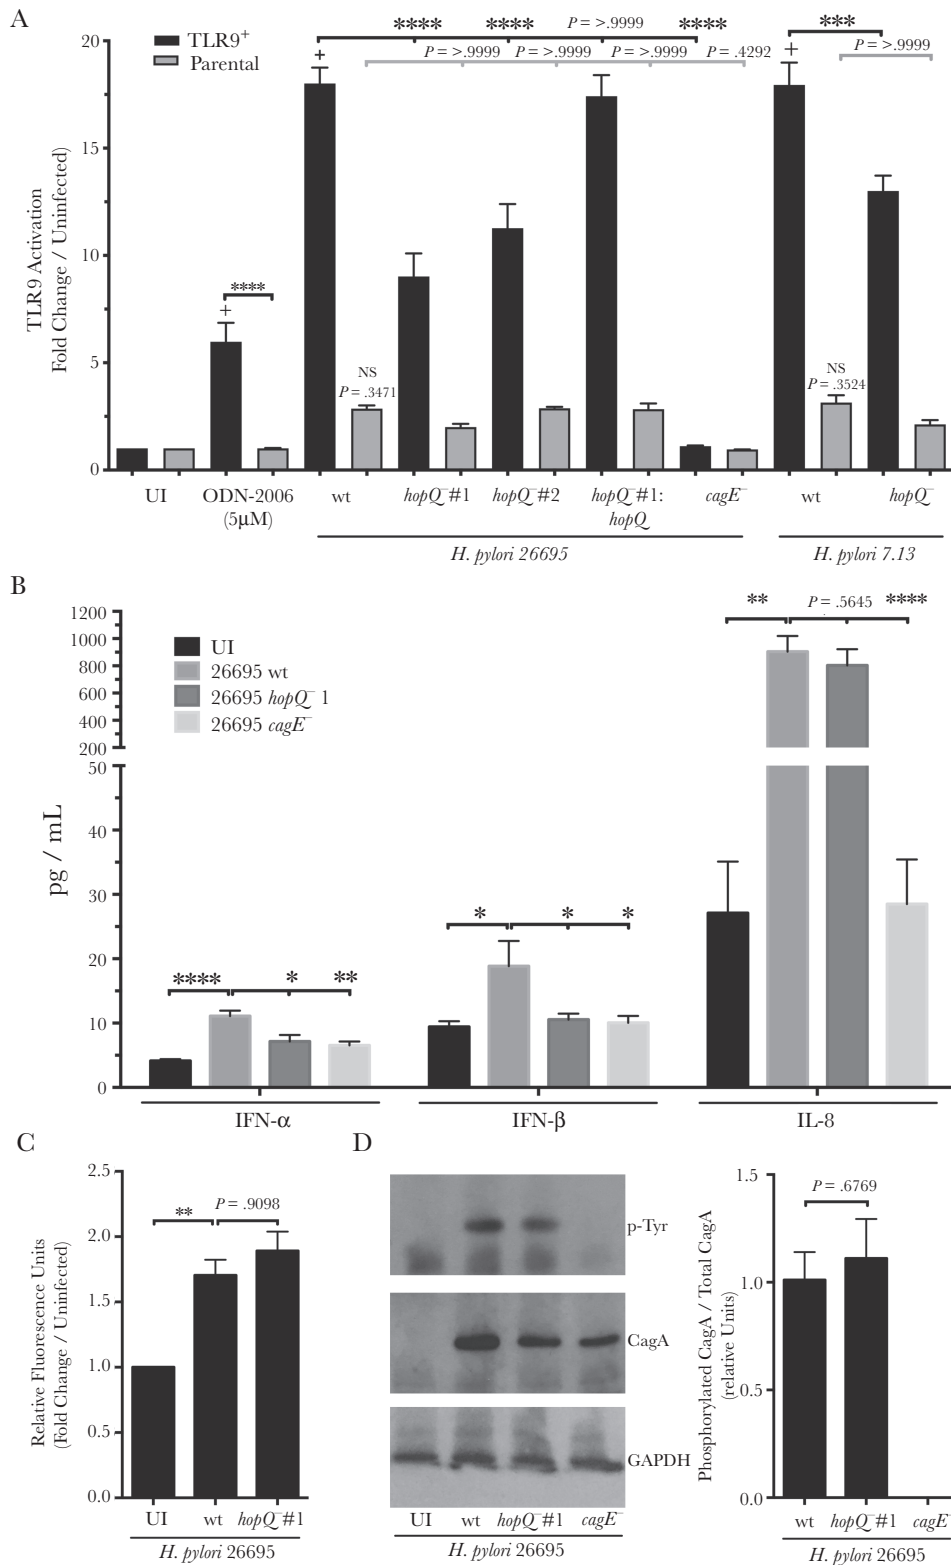 A
**** **** P = >.9999 **** ***
TLR9+
Parental
P = >.9999 P = >.9999 P = >.9999 P = .4292
P = >.9999
+ +
20
15
10
5
0
TLR9 Activation
Fold Change / Uninfected)
****
+
NS
P = .3471
NS
P = .3524
UI
ODN-2006
(5µM)
wt
hopQ⁻#1
hopQ⁻#2
hopQ⁻#1:
hopQ
cagE⁻
wt
hopQ⁻
H. pylori 26695
H. pylori 7.13
B
1200
1000
800
600
400
200
50
40
30
20
10
0
pg / mL
UI
26695 wt
26695 hopQ⁻ 1
26695 cagE⁻
** P = .5645 ****
* * *
**** * **
IFN-α
IFN-β
IL-8
C
2.5
2.0
1.5
1.0
0.5
0.0
Relative Fluorescence Units
(Fold Change / Uninfected)
** P = .9098
UI
wt
hopQ⁻#1
H. pylori 26695
D
p-Tyr
CagA
GAPDH
UI
wt
hopQ⁻#1
cagE⁻
H. pylori 26695
1.5
1.0
0.5
0.0
Phosphorylated CagA / Total CagA
(relative Units)
P = .6769
wt
hopQ⁻#1
cagE⁻
H. pylori 26695